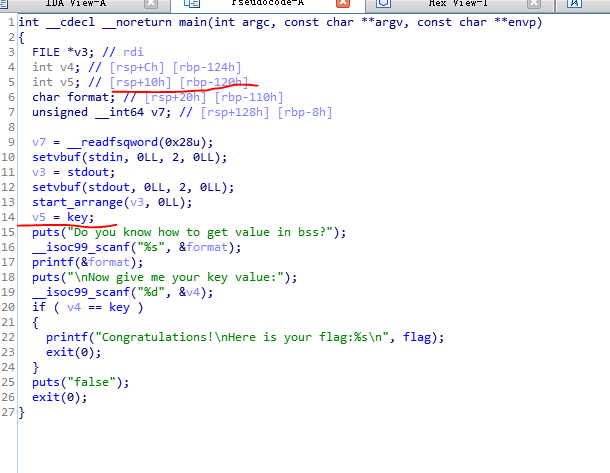 IDA View-A Pseudocode-A Hex View-1
1 int __cdecl __noreturn main(int argc, const char **argv, const char **envp)
2 {
3 FILE *v3; // rdi
4 int v4; // [rsp+Ch] [rbp-124h]
5 int v5; // [rsp+10h] [rbp-120h]
6 char format; // [rsp+20h] [rbp-110h]
7 unsigned __int64 v7; // [rsp+128h] [rbp-8h]
8
9 v7 = __readfsqword(0x28u);
10 setvbuf(stdin, 0LL, 2, 0LL);
11 v3 = stdout;
12 setvbuf(stdout, 0LL, 2, 0LL);
13 start_arrange(v3, 0LL);
14 v5 = key;
15 puts("Do you know how to get value in bss?");
16 __isoc99_scanf("%s", &format);
17 printf(&format);
18 puts("\nNow give me your key value:");
19 __isoc99_scanf("%d", &v4);
20 if ( v4 == key )
21 {
22 printf("Congratulations!\nHere is your flag:%s\n", flag);
23 exit(0);
24 }
25 puts("false");
26 exit(0);
27 }